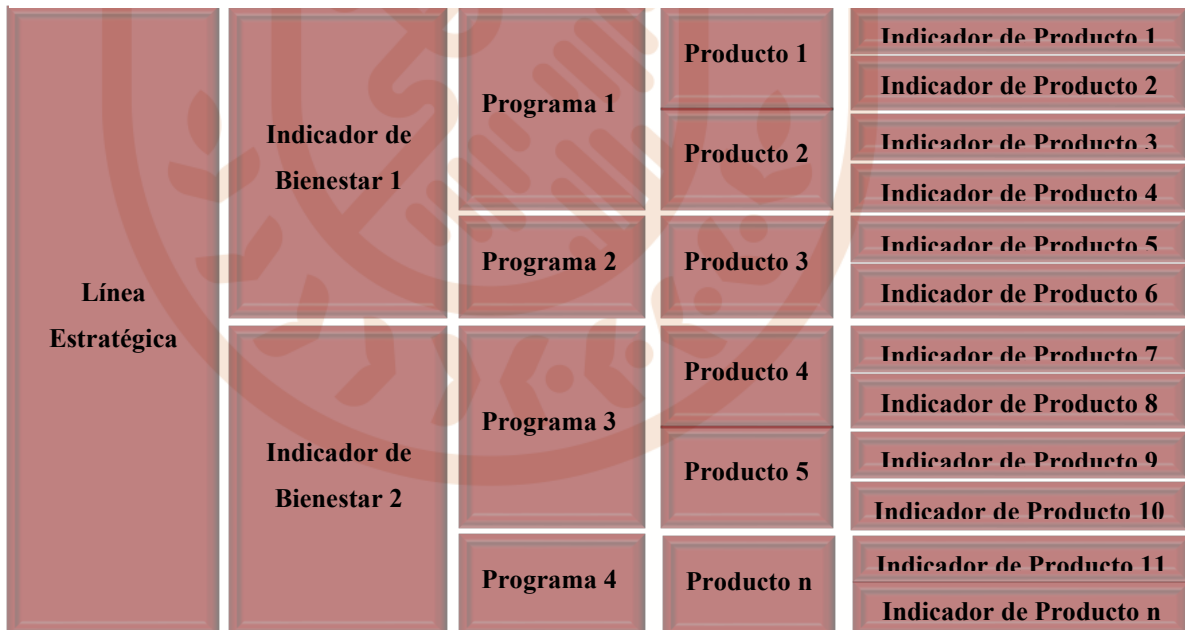 Línea
Estratégica
Indicador de
Bienestar 1
Indicador de
Bienestar 2
Programa 1
Programa 2
Programa 3
Programa 4
Producto 1
Producto 2
Producto 3
Producto 4
Producto 5
Producto n
Indicador de Producto 1
Indicador de Producto 2
Indicador de Producto 3
Indicador de Producto 4
Indicador de Producto 5
Indicador de Producto 6
Indicador de Producto 7
Indicador de Producto 8
Indicador de Producto 9
Indicador de Producto 10
Indicador de Producto 11
Indicador de Producto n